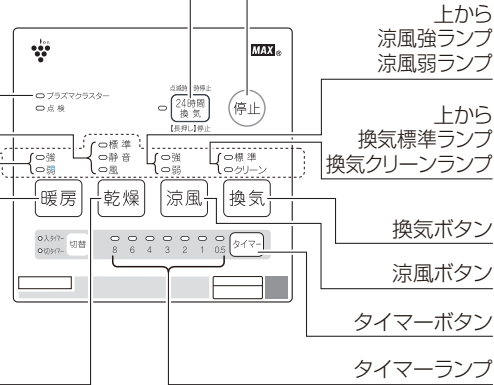 ion
MAX®
プラズマクラスター
点検
24時間
換気
【長押し】停止
停止
標準
静音
風
強
弱
強
弱
標準
クリーン
暖房
乾燥
涼風
換気
入タイマー
切タイマー
切替
8 6 4 3 2 1 0.5
タイマー
上から
涼風強ランプ
涼風弱ランプ
上から
換気標準ランプ
換気クリーンランプ
換気ボタン
涼風ボタン
タイマーボタン
タイマーランプ